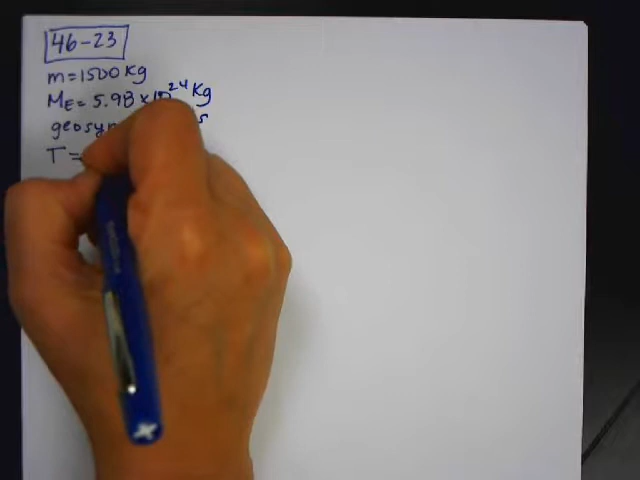 46-23
m=1500 Kg
ME = 5.98 × 10^24 Kg
T =